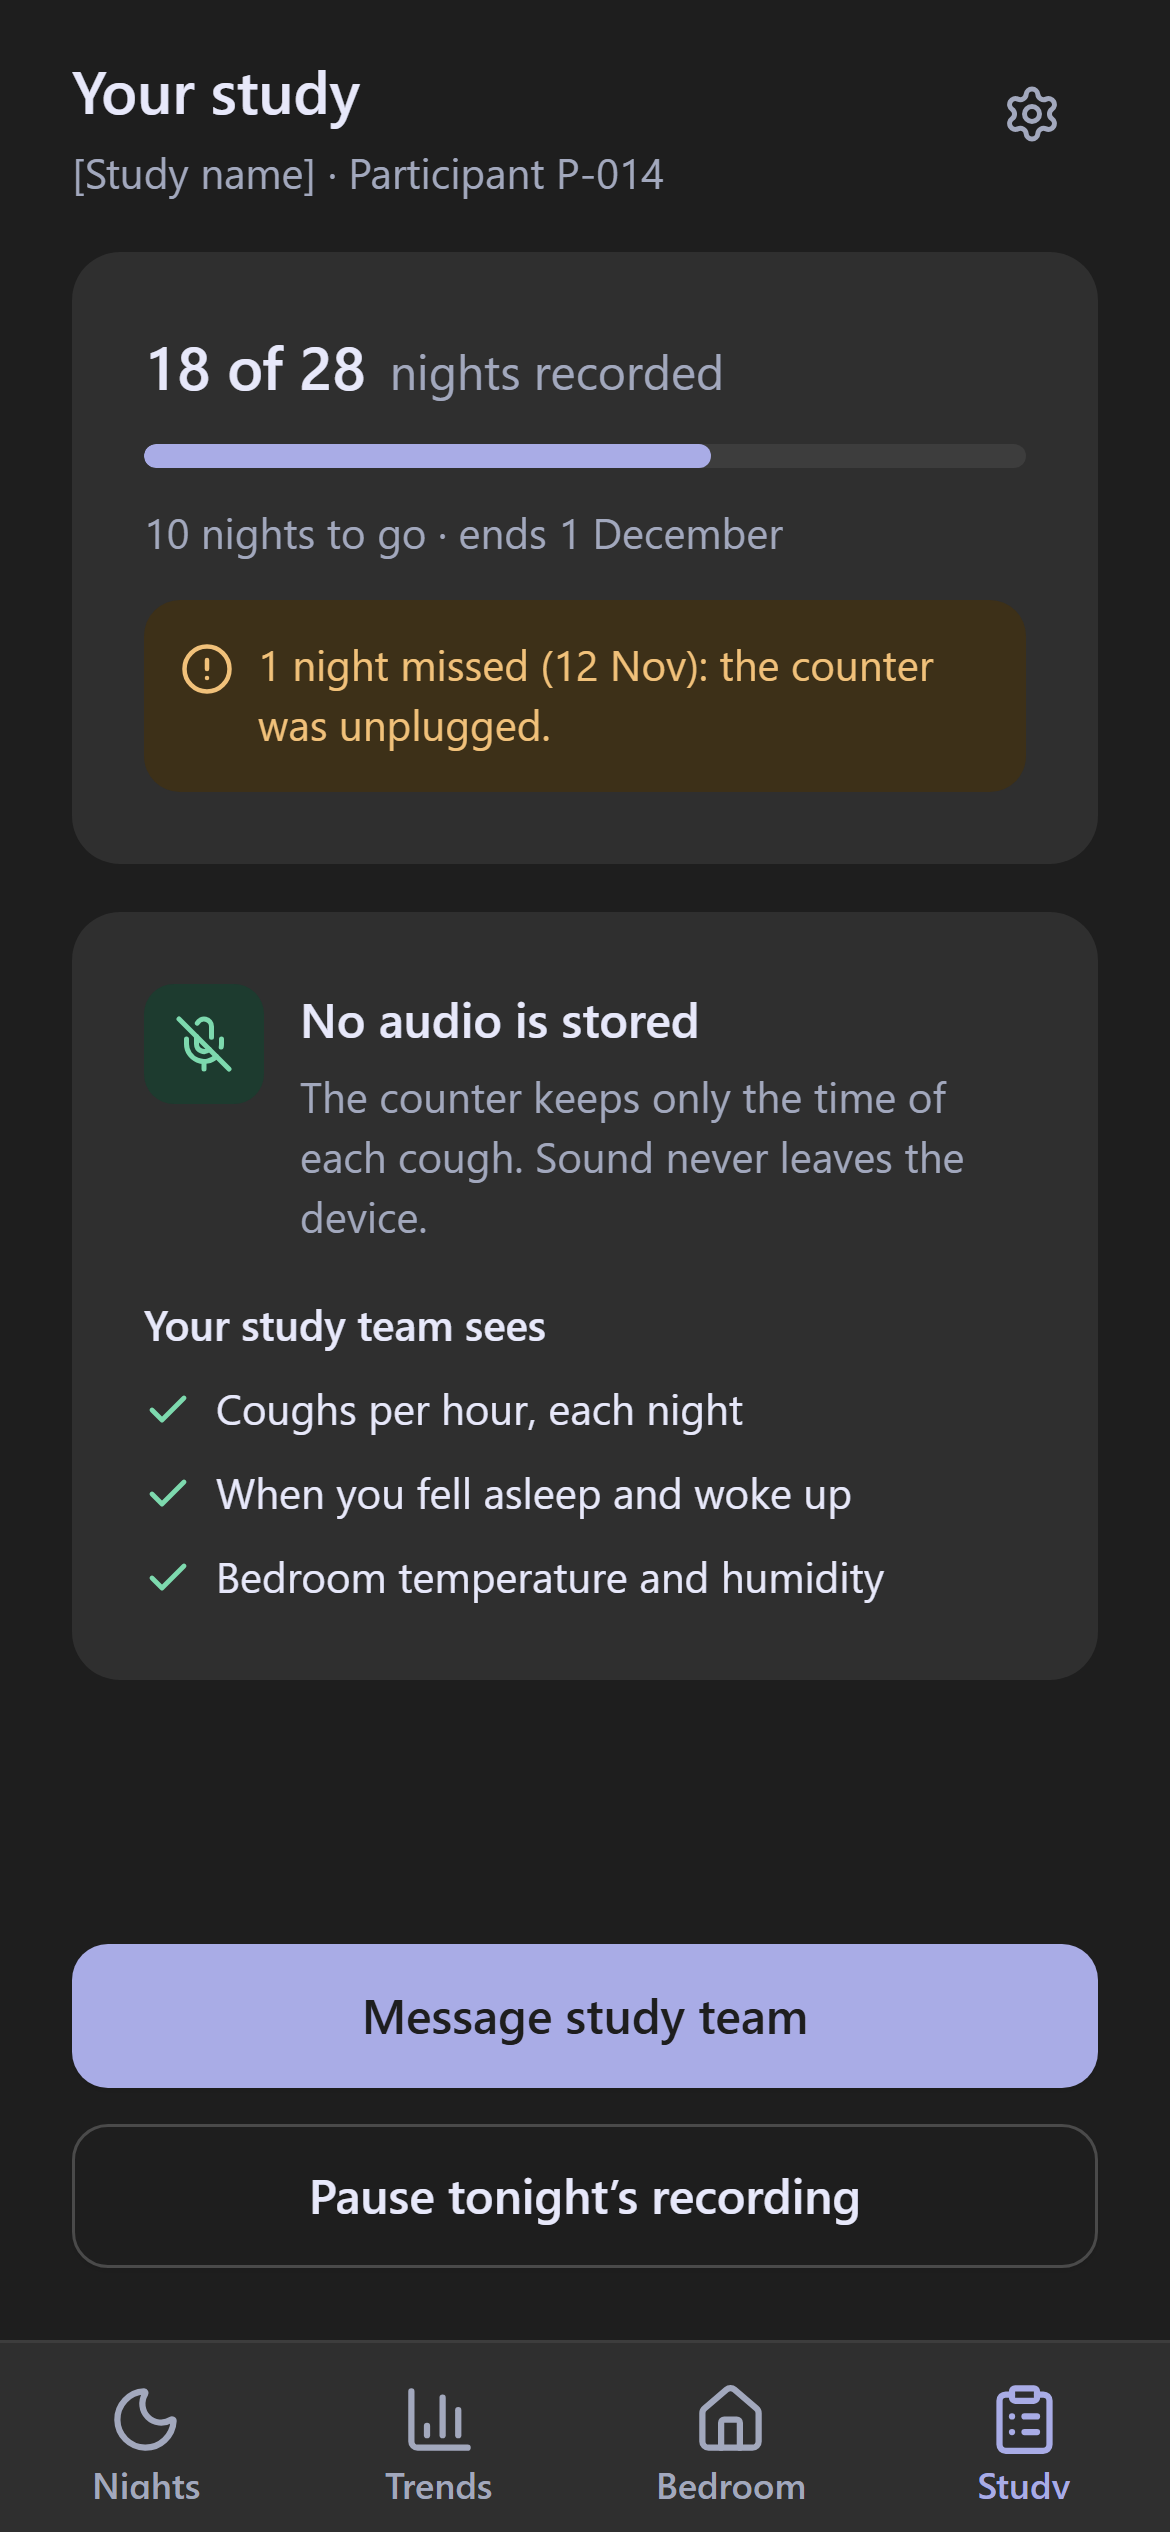 Your study
[Study name] · Participant P-014
18 of 28 nights recorded
10 nights to go · ends 1 December
1 night missed (12 Nov): the counter
was unplugged.
No audio is stored
The counter keeps only the time of
each cough. Sound never leaves the
device.
Your study team sees
Coughs per hour, each night
When you fell asleep and woke up
Bedroom temperature and humidity
Message study team
Pause tonight’s recording
Nights
Trends
Bedroom
Study